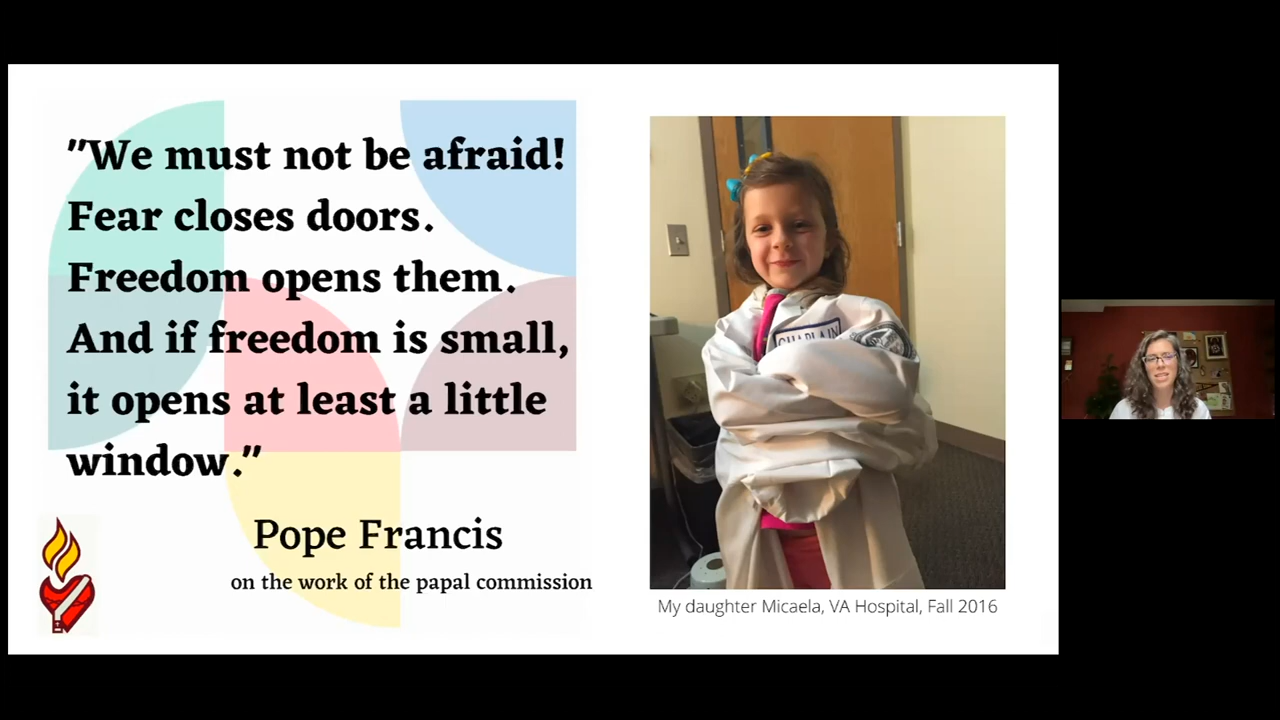 "We must not be afraid!
Fear closes doors.
Freedom opens them.
And if freedom is small,
it opens at least a little
window."
Pope Francis
on the work of the papal commission
CHAPLAIN
My daughter Micaela, VA Hospital, Fall 2016